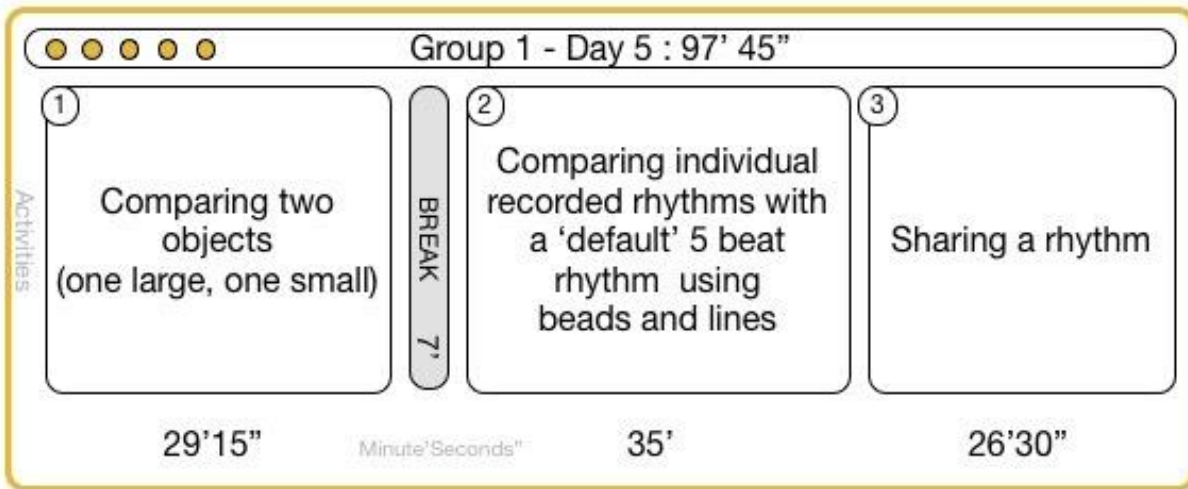 Group 1 - Day 5 : 97’ 45”
Activities
1
Comparing two
objects
(one large, one small)
BREAK 7’
2
Comparing individual
recorded rhythms with
a ‘default’ 5 beat
rhythm using
beads and lines
3
Sharing a rhythm
29’15”
Minute'Seconds"
35’
26’30”